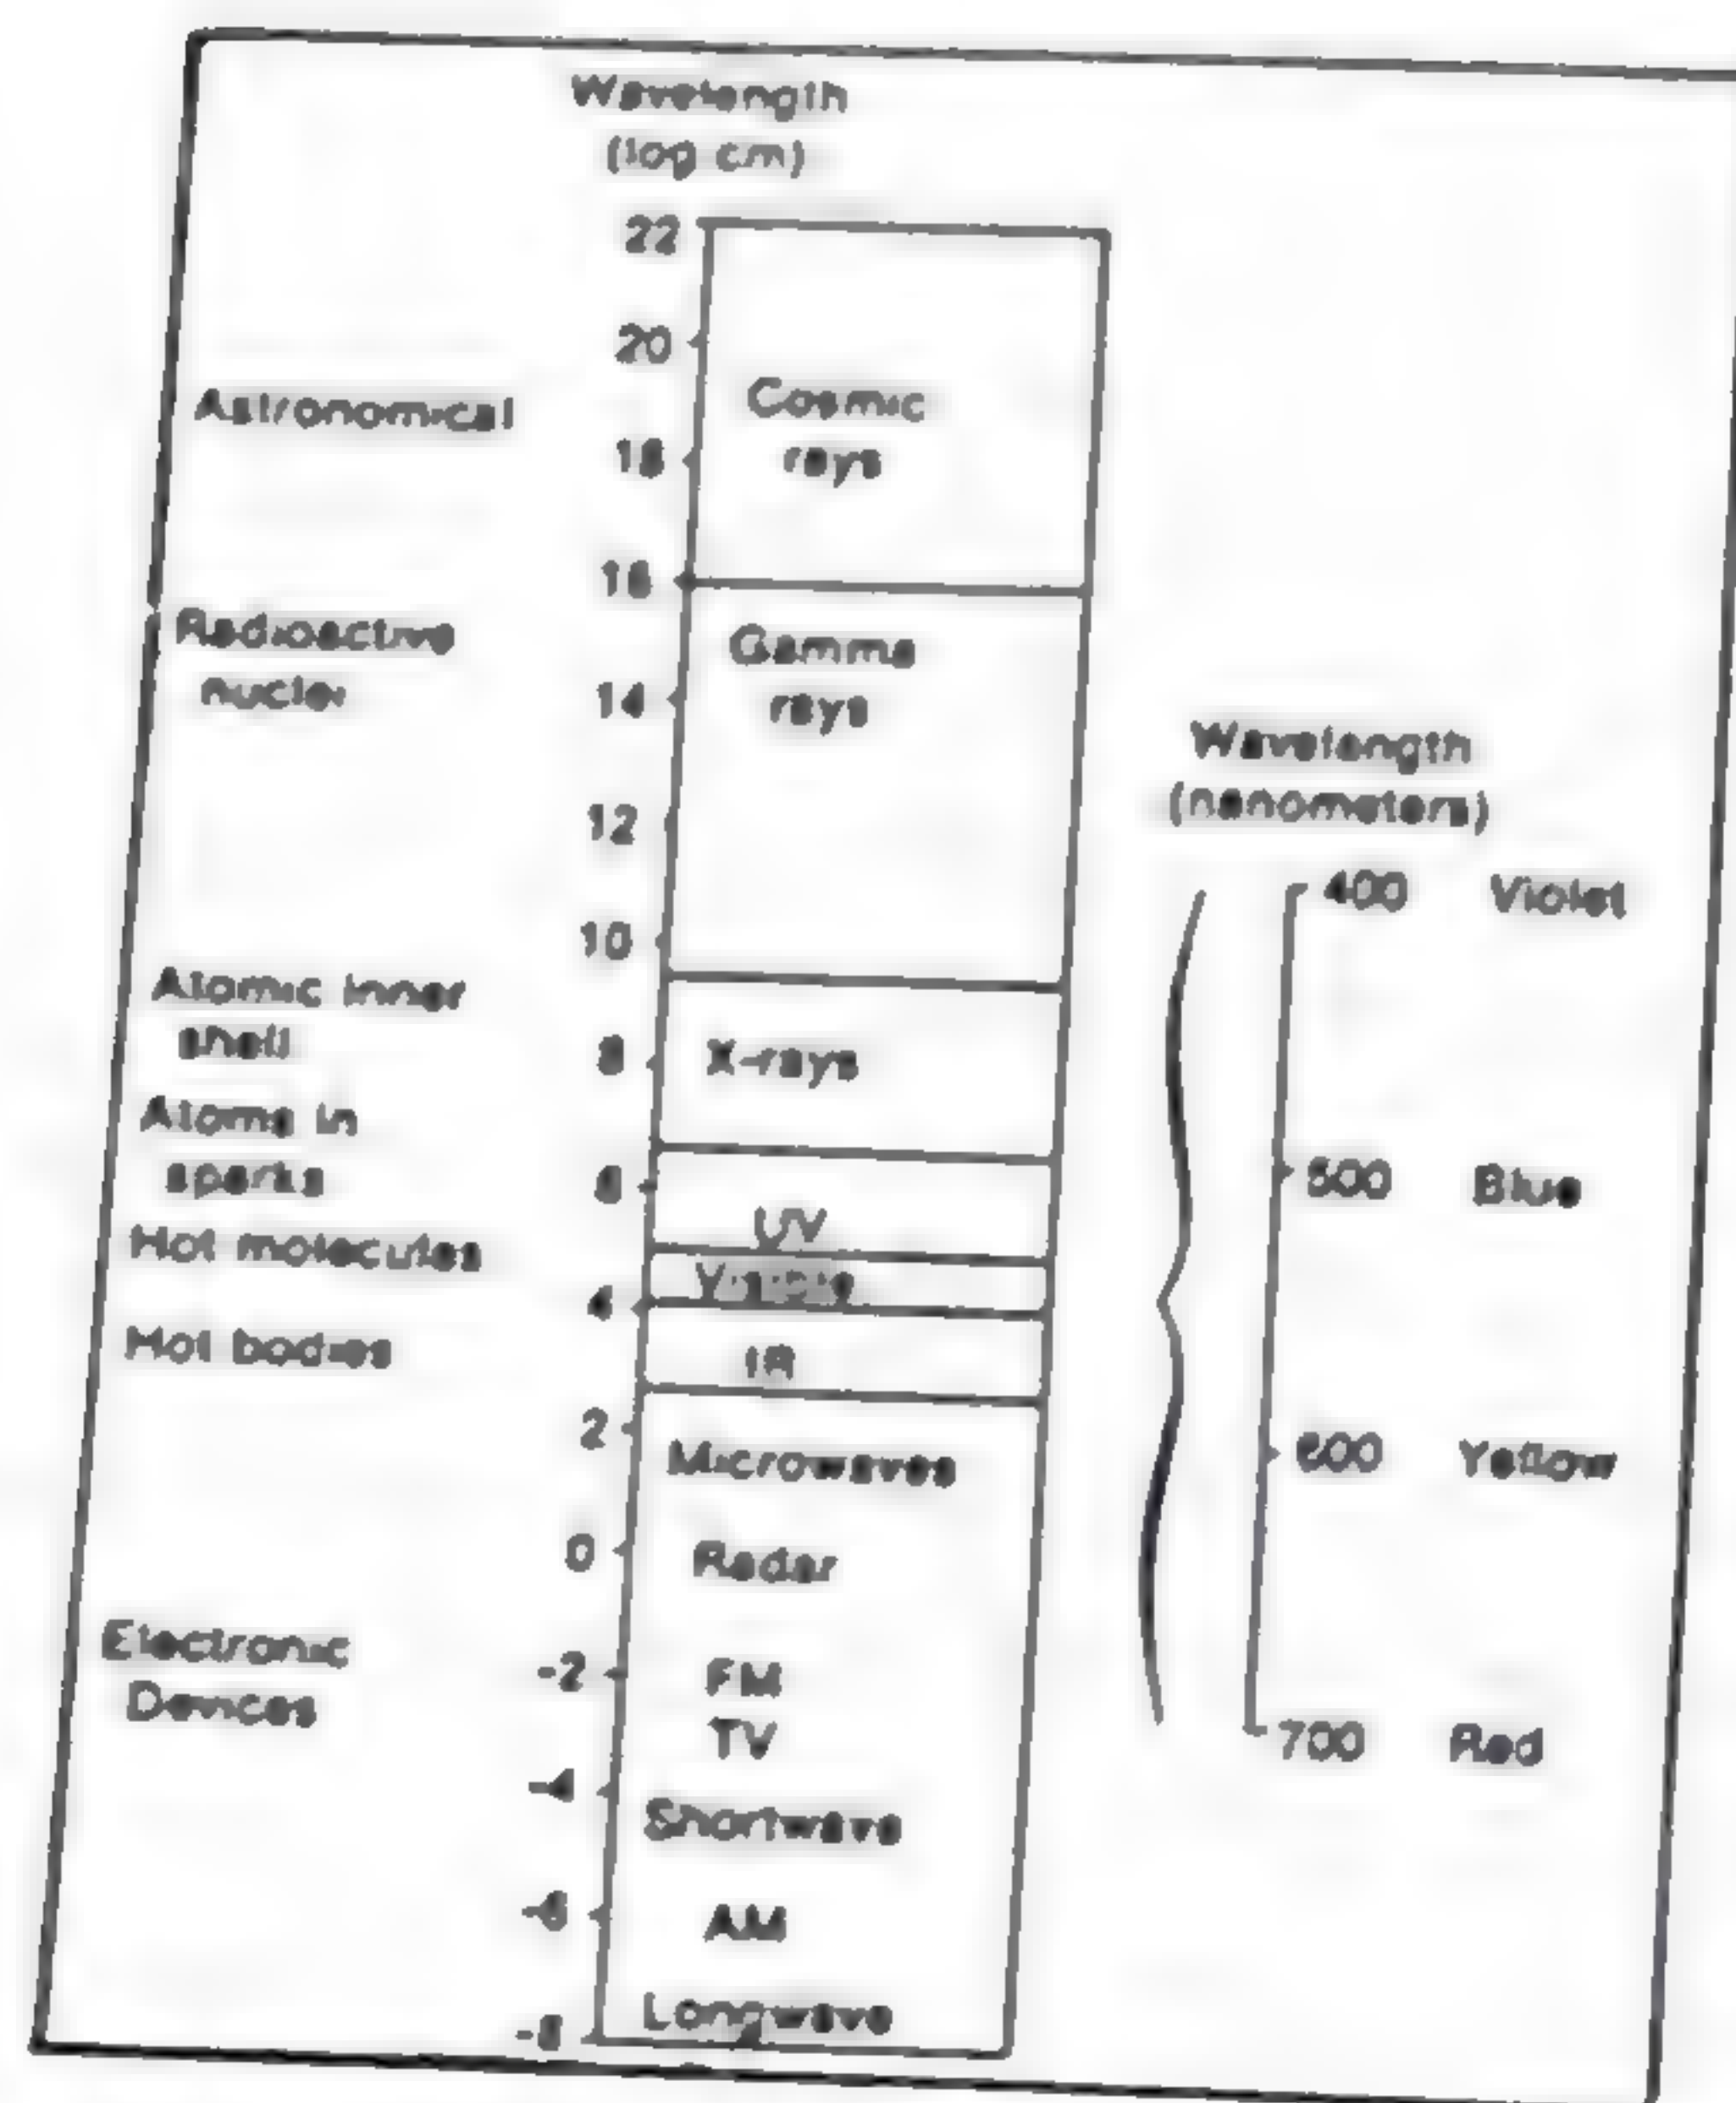 Wavelength
(log cm)
22
20
Astronomical
Cosmic
18
rays
16
Radioactive
nuclei
Gamma
rays
14
Wavelength
(nanometers)
12
400 Violet
10
Atomic inner
shell
8
X-rays
Atoms in
sparks
6
500 Blue
UV
Hot molecules
Visible
4
Hot bodies
IR
2
Microwaves
600 Yellow
0
Radar
Electronic
Devices
-2
FM
TV
700 Red
-4
Shortwave
-6
AM
Longwave
-8